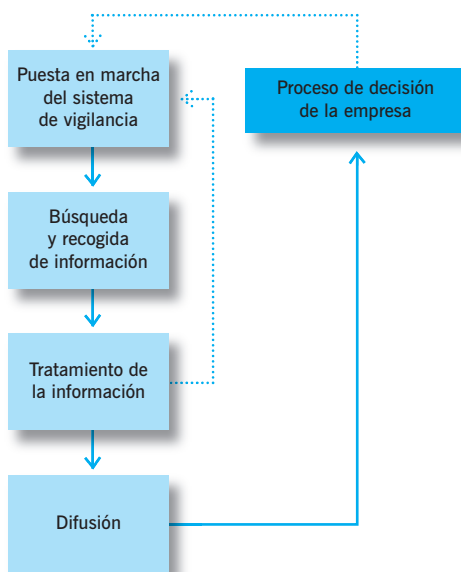 Puesta en marcha
del sistema
de vigilancia
Proceso de decisión
de la empresa
Búsqueda
y recogida
de información
Tratamiento de
la información
Difusión